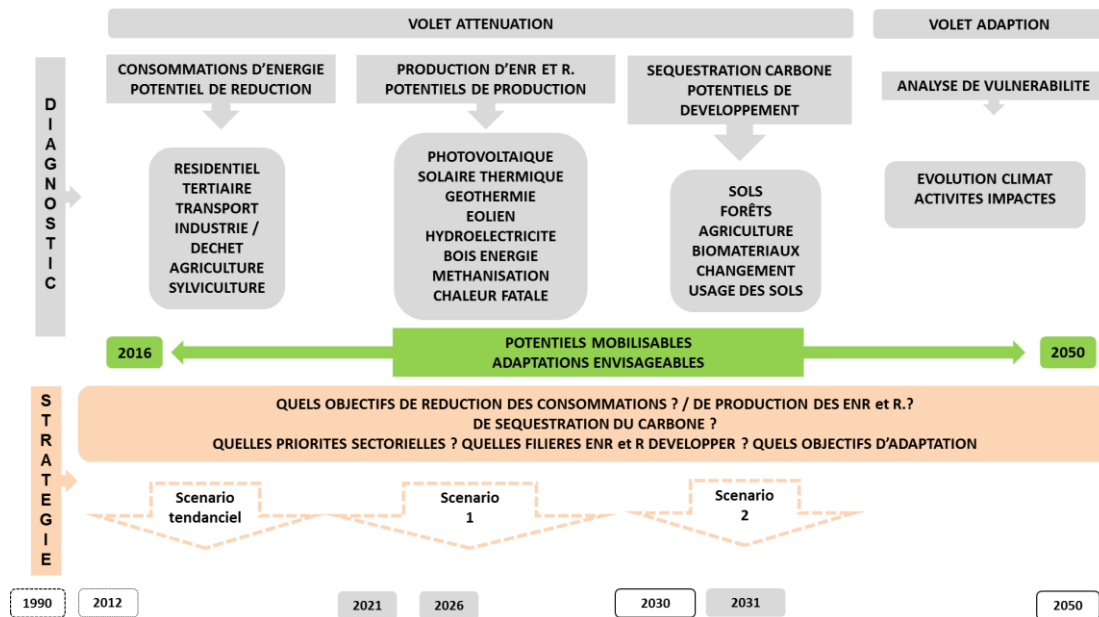 VOLET ATTENUATION
VOLET ADAPTION
DIAGNOSTIC
CONSOMMATIONS D'ENERGIE
POTENTIEL DE REDUCTION
PRODUCTION D'ENR ET R.
POTENTIELS DE PRODUCTION
SEQUESTRATION CARBONE
POTENTIELS DE
DEVELOPPEMENT
ANALYSE DE VULNERABILITE
RESIDENTIEL
TERTIAIRE
TRANSPORT
INDUSTRIE /
DECHET
AGRICULTURE
SYLVICULTURE
PHOTOVOLTAIQUE
SOLAIRE THERMIQUE
GEOTHERMIE
EOLIEN
HYDROELECTRICITE
BOIS ENERGIE
METHANISATION
CHALEUR FATALE
SOLS
FORÊTS
AGRICULTURE
BIOMATERIAUX
CHANGEMENT
USAGE DES SOLS
EVOLUTION CLIMAT
ACTIVITES IMPACTES
2016
POTENTIELS MOBILISABLES
ADAPTATIONS ENVISAGEABLES
2050
STRATEGIE
QUELS OBJECTIFS DE REDUCTION DES CONSOMMATIONS ? / DE PRODUCTION DES ENR et R.?
DE SEQUESTRATION DU CARBONE ?
QUELLES PRIORITES SECTORIELLES ? QUELLES FILIERES ENR et R DEVELOPPER ? QUELS OBJECTIFS D'ADAPTATION
Scenario
tendanciel
Scenario
1
Scenario
2
1990
2012
2021
2026
2030
2031
2050